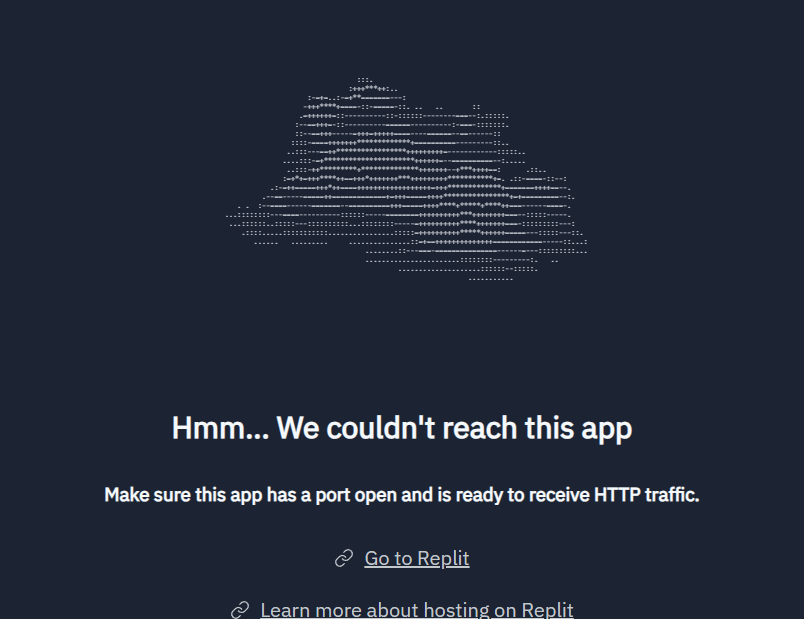 Hmm... We couldn't reach this app
Make sure this app has a port open and is ready to receive HTTP traffic.
Go to Replit
Learn more about hosting on Replit